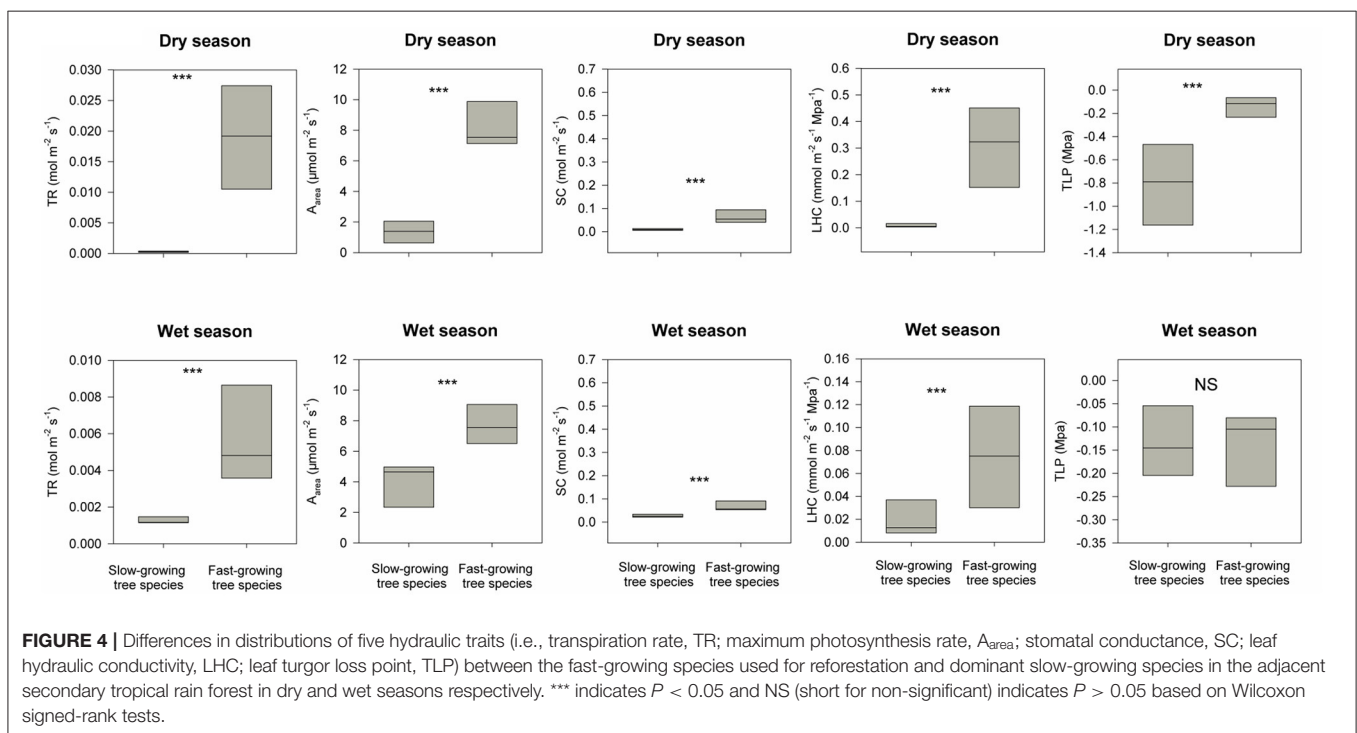 Dry season
Dry season
Dry season
Dry season
Dry season
TR (mol m⁻² s⁻¹)
0.030
0.025
0.020
0.015
0.010
0.005
0.000
***
A_area (µmol m⁻² s⁻¹)
12
10
8
6
4
2
0
***
SC (mol m⁻² s⁻¹)
0.7
0.6
0.5
0.4
0.3
0.2
0.1
0.0
***
LHC (mmol m⁻² s⁻¹ Mpa⁻¹)
0.6
0.5
0.4
0.3
0.2
0.1
0.0
***
TLP (Mpa)
0.0
-0.2
-0.4
-0.6
-0.8
-1.0
-1.2
-1.4
***
Wet season
Wet season
Wet season
Wet season
Wet season
TR (mol m⁻² s⁻¹)
0.010
0.008
0.006
0.004
0.002
0.000
***
A_area (µmol m⁻² s⁻¹)
12
10
8
6
4
2
0
***
SC (mol m⁻² s⁻¹)
0.7
0.6
0.5
0.4
0.3
0.2
0.1
0.0
***
LHC (mmol m⁻² s⁻¹ Mpa⁻¹)
0.16
0.14
0.12
0.10
0.08
0.06
0.04
0.02
0.00
***
TLP (Mpa)
0.00
-0.05
-0.10
-0.15
-0.20
-0.25
-0.30
-0.35
NS
Slow-growing
tree species
Fast-growing
tree species
Slow-growing
tree species
Fast-growing
tree species
Slow-growing
tree species
Fast-growing
tree species
Slow-growing
tree species
Fast-growing
tree species
Slow-growing
tree species
Fast-growing
tree species
FIGURE 4 | Differences in distributions of five hydraulic traits (i.e., transpiration rate, TR; maximum photosynthesis rate, A_area; stomatal conductance, SC; leaf
hydraulic conductivity, LHC; leaf turgor loss point, TLP) between the fast-growing species used for reforestation and dominant slow-growing species in the adjacent
secondary tropical rain forest in dry and wet seasons respectively. *** indicates P < 0.05 and NS (short for non-significant) indicates P > 0.05 based on Wilcoxon
signed-rank tests.